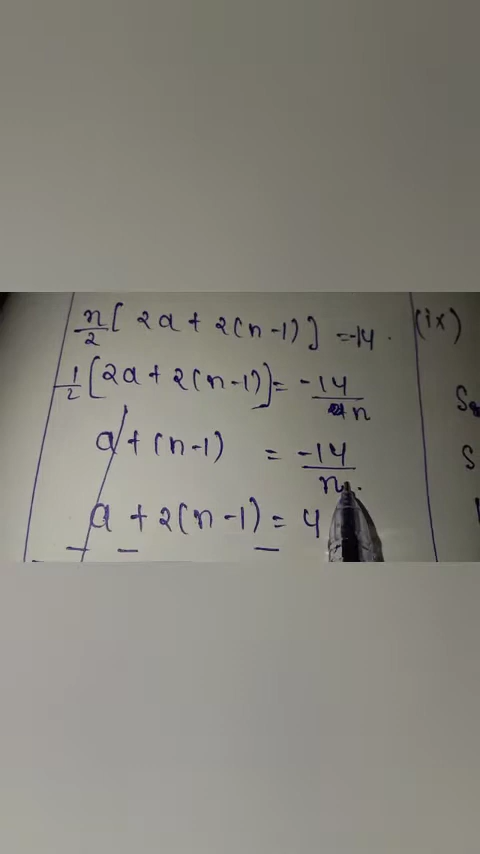 n/2 [ 2a + 2(n-1) ] = -14. (ix)
1/2 [2a + 2(n-1)] = -14/n
a + (n-1) = -14/n S
a + 2(n-1) = 4
- - -